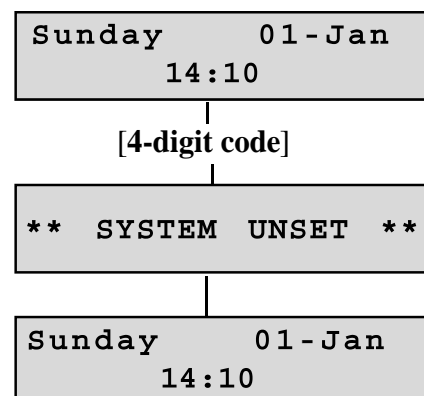 Sunday 01-Jan
14:10
[4-digit code]
** SYSTEM UNSET **
Sunday 01-Jan
14:10